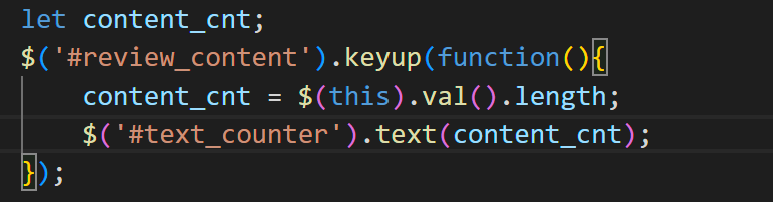 let content_cnt;
$('#review_content').keyup(function(){
    content_cnt = $(this).val().length;
    $('#text_counter').text(content_cnt);
});